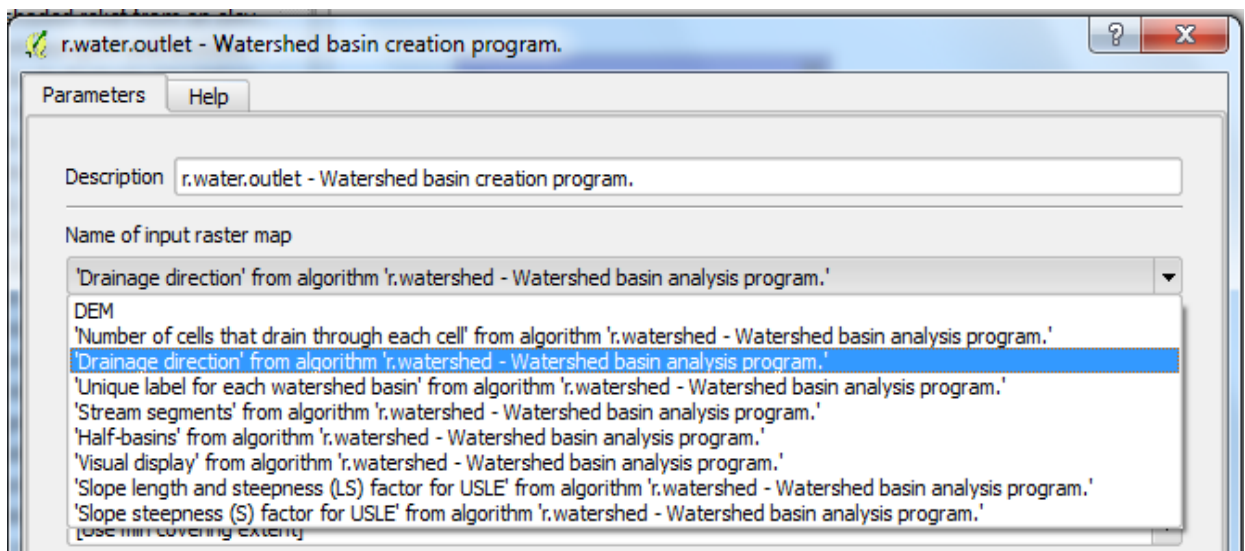 r.water.outlet - Watershed basin creation program.
Parameters Help
Description r.water.outlet - Watershed basin creation program.
Name of input raster map
'Drainage direction' from algorithm 'r.watershed - Watershed basin analysis program.'
DEM
'Number of cells that drain through each cell' from algorithm 'r.watershed - Watershed basin analysis program.'
'Drainage direction' from algorithm 'r.watershed - Watershed basin analysis program.'
'Unique label for each watershed basin' from algorithm 'r.watershed - Watershed basin analysis program.'
'Stream segments' from algorithm 'r.watershed - Watershed basin analysis program.'
'Half-basins' from algorithm 'r.watershed - Watershed basin analysis program.'
'Visual display' from algorithm 'r.watershed - Watershed basin analysis program.'
'Slope length and steepness (LS) factor for USLE' from algorithm 'r.watershed - Watershed basin analysis program.'
'Slope steepness (S) factor for USLE' from algorithm 'r.watershed - Watershed basin analysis program.'
[Use min covering extent]